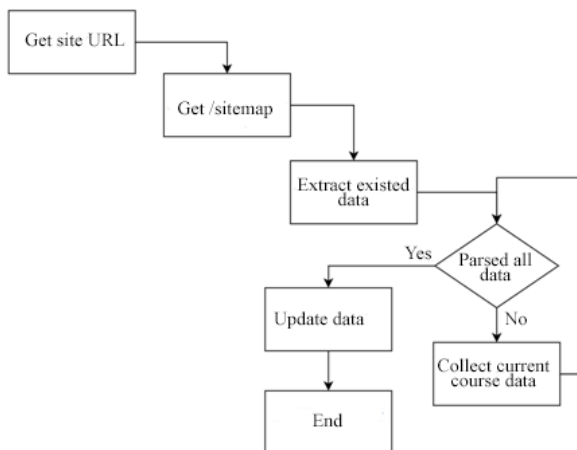 Get site URL
Get /sitemap
Extract existed
data
Parsed all
data
Yes
No
Update data
Collect current
course data
End